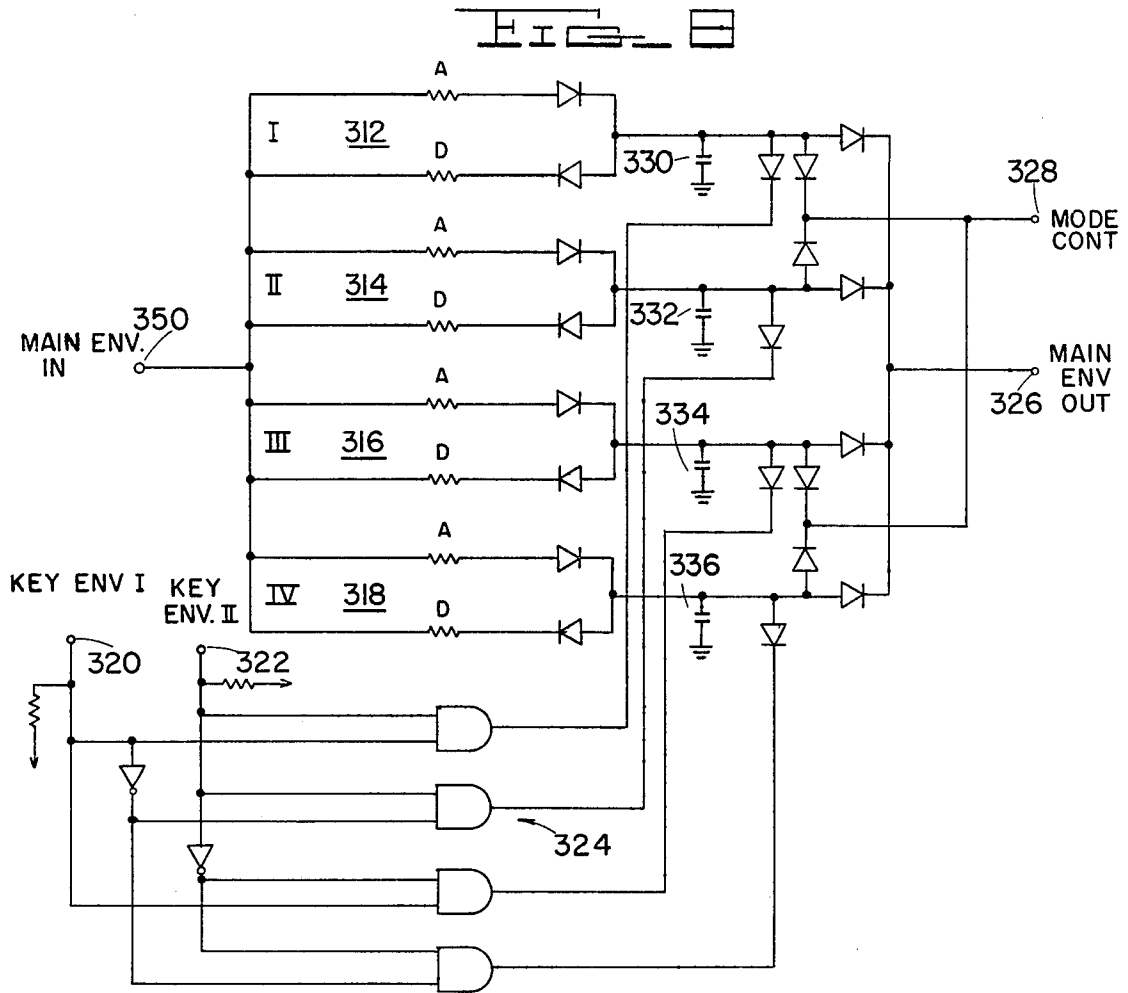 FIG_8
A
I 312
330
D
328
MODE
CONT
A
II 314
332
D
350
MAIN ENV.
IN
MAIN
ENV
OUT
326
A
334
III 316
D
A
336
KEY ENV I
KEY
ENV. II
IV 318
D
320
322
324